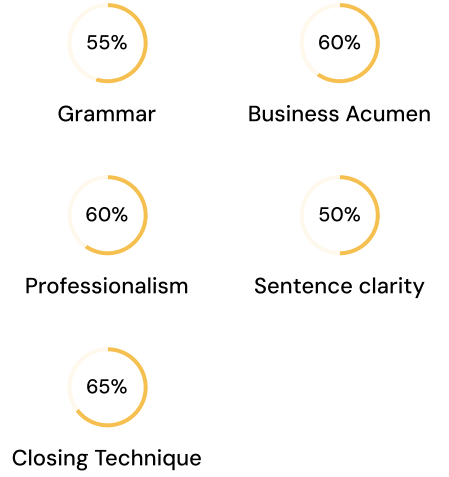 55%
60%
Grammar
Business Acumen
60%
50%
Professionalism
Sentence clarity
65%
Closing Technique